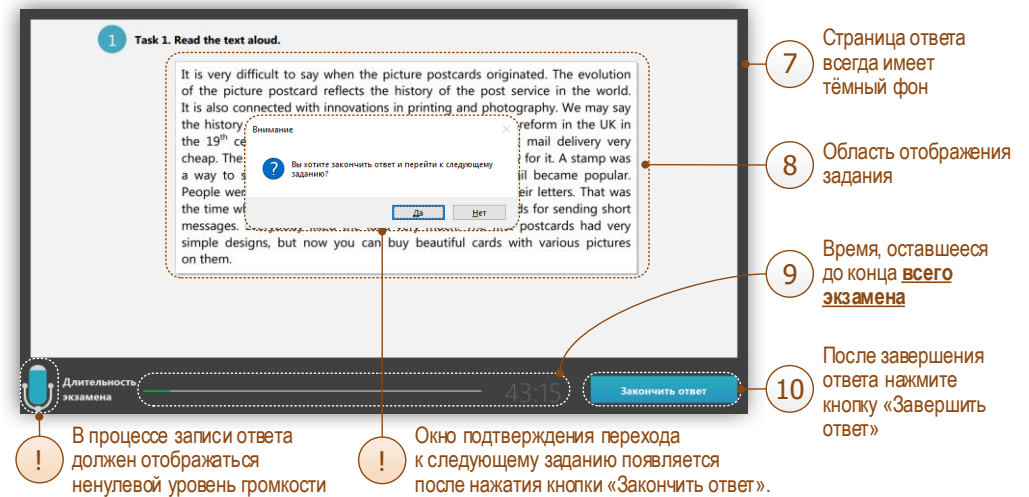 1 Task 1. Read the text aloud.
It is very difficult to say when the picture postcards originated. The evolution
of the picture postcard reflects the history of the post service in the world.
It is also connected with innovations in printing and photography. We may say
the history reform in the UK in
the 19th ce mail delivery very
cheap. The for it. A stamp was
a way to s il became popular.
People wer eir letters. That was
the time wh ds for sending short
messages. postcards had very
simple designs, but now you can buy beautiful cards with various pictures
on them.
Внимание
Вы хотите закончить ответ и перейти к следующему
заданию?
Да Нет
Длительность
экзамена
43:15
Закончить ответ
7 Страница ответа
всегда имеет
тёмный фон
8 Область отображения
задания
9 Время, оставшееся
до конца всего
экзамена
10 После завершения
ответа нажмите
кнопку «Завершить
ответ»
! В процессе записи ответа
должен отображаться
ненулевой уровень громкости
! Окно подтверждения перехода
к следующему заданию появляется
после нажатия кнопки «Закончить ответ».